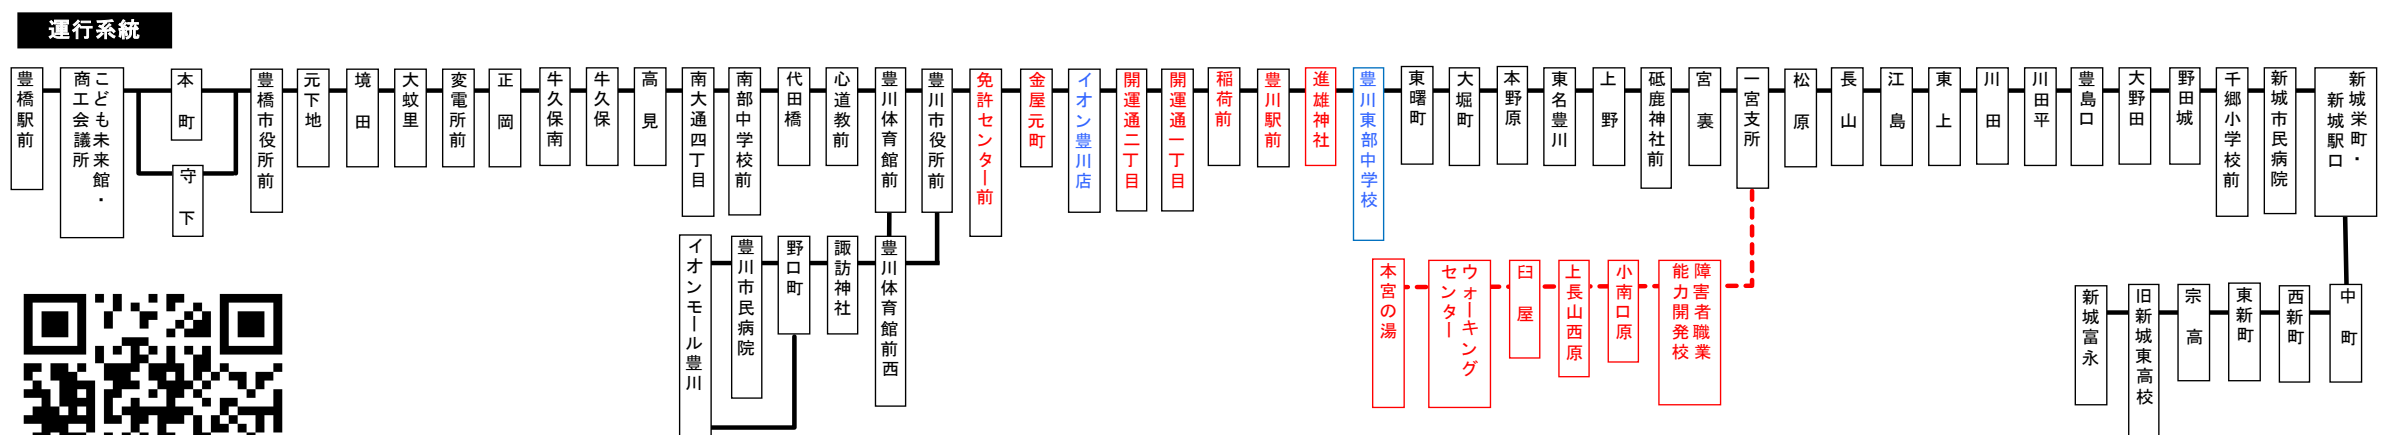 運行系統
豊橋駅前
こども未来館・
商工会議所
本町
守下
豊橋市役所前
元下地
境田
大蚊里
変電所前
正岡
牛久保南
牛久保
高見
南大通四丁目
南部中学校前
代田橋
心道教前
豊川体育館前
豊川市役所前
免許センター前
金屋元町
イオン豊川店
開運通二丁目
開運通一丁目
稲荷前
豊川駅前
進雄神社
豊川東部中学校
東曙町
大堀町
本野原
東名豊川
上野
砥鹿神社前
宮裏
一宮支所
松原
長山
江島
東上
川田
川田平
豊島口
大野田
野田城
千郷小学校前
新城市民病院
新城栄町・
新城駅口
イオンモール豊川
豊川市民病院
野口町
諏訪神社
豊川体育館前西
本宮の湯
ウォーキング
センター
臼屋
上長山西原
小南口原
障害者職業
能力開発校
新城富永
旧新城東高校
宗高
東新町
西新町
中町